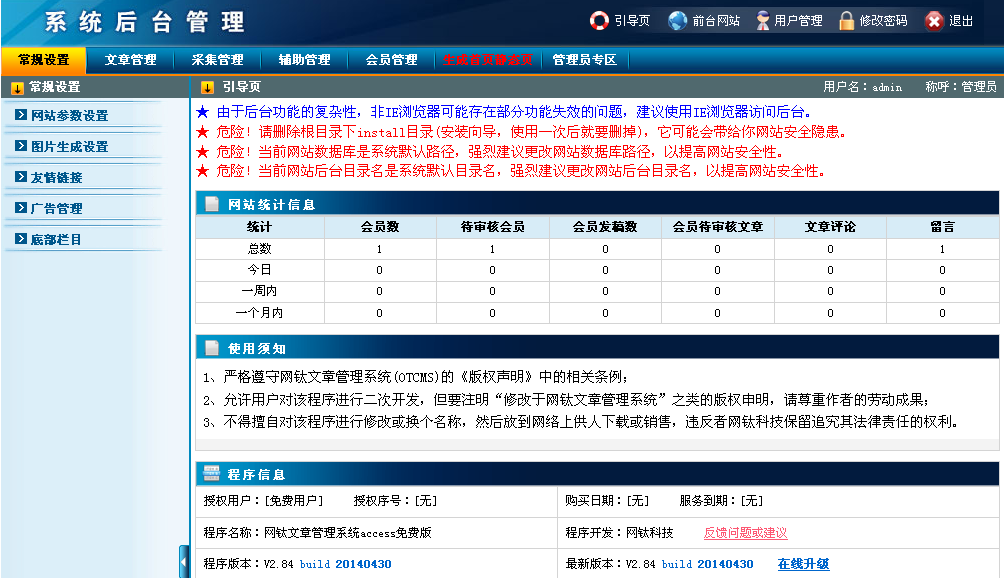 系统后台管理
引导页 前台网站 用户管理 修改密码 退出
常规设置 文章管理 采集管理 辅助管理 会员管理 生成首页静态页 管理员专区
常规设置
引导页
用户名：admin 称呼：管理员
网站参数设置
图片生成设置
友情链接
广告管理
底部栏目
★ 由于后台功能的复杂性，非IE浏览器可能存在部分功能失效的问题，建议使用IE浏览器访问后台。
★ 危险！请删除根目录下install目录(安装向导，使用一次后就要删掉)，它可能会带给你网站安全隐患。
★ 危险！当前网站数据库是系统默认路径，强烈建议更改网站数据库路径，以提高网站安全性。
★ 危险！当前网站后台目录名是系统默认目录名，强烈建议更改网站后台目录名，以提高网站安全性。
网站统计信息
统计 会员数 待审核会员 会员发稿数 会员待审核文章 文章评论 留言
总数 1 1 0 0 0 1
今日 0 0 0 0 0 0
一周内 0 0 0 0 0 0
一个月内 0 0 0 0 0 0
使用须知
1、严格遵守网钛文章管理系统(OTCMS)的《版权声明》中的相关条例；
2、允许用户对该程序进行二次开发，但要注明“修改于网钛文章管理系统”之类的版权申明，请尊重作者的劳动成果；
3、不得擅自对该程序进行修改或换个名称，然后放到网络上供人下载或销售，违反者网钛科技保留追究其法律责任的权利。
程序信息
授权用户：[免费用户] 授权序号：[无] 购买日期：[无] 服务到期：[无]
程序名称：网钛文章管理系统access免费版 程序开发：网钛科技 反馈问题或建议
程序版本：V2.84 build 20140430 最新版本：V2.84 build 20140430 在线升级